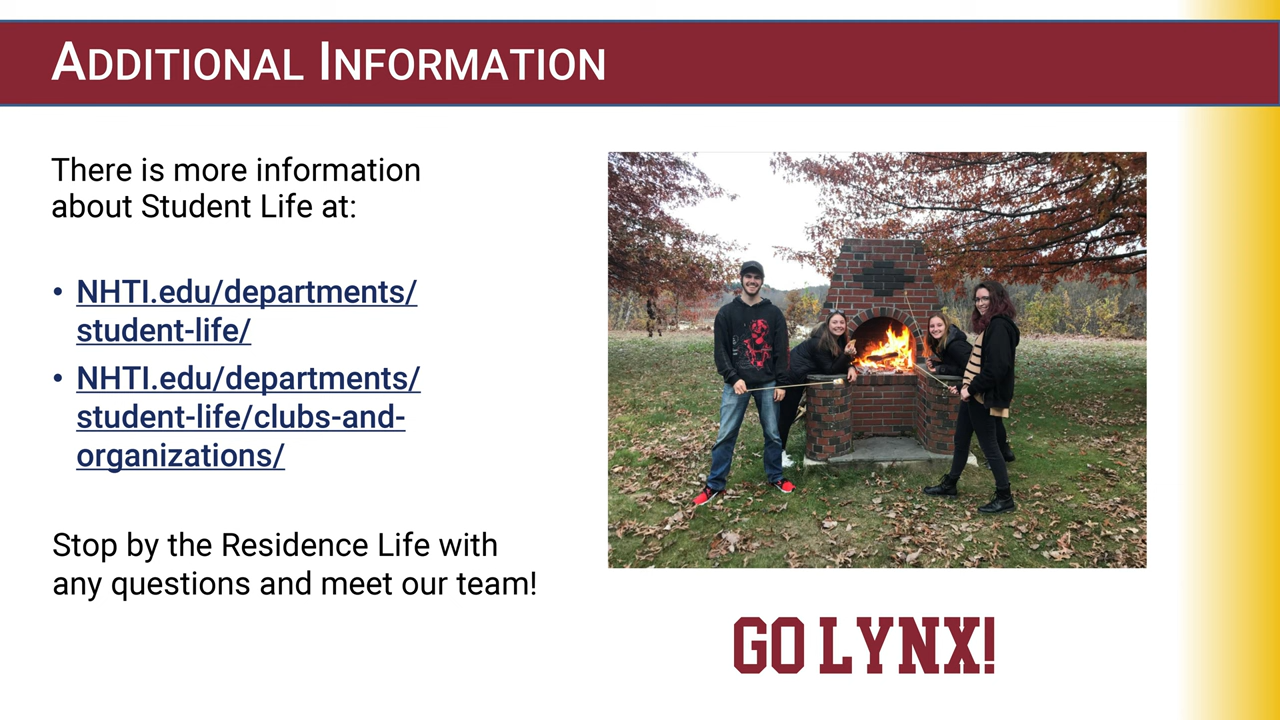 ADDITIONAL INFORMATION
There is more information
about Student Life at:
• NHTI.edu/departments/
student-life/
• NHTI.edu/departments/
student-life/clubs-and-
organizations/
Stop by the Residence Life with
any questions and meet our team!
GO LYNX!